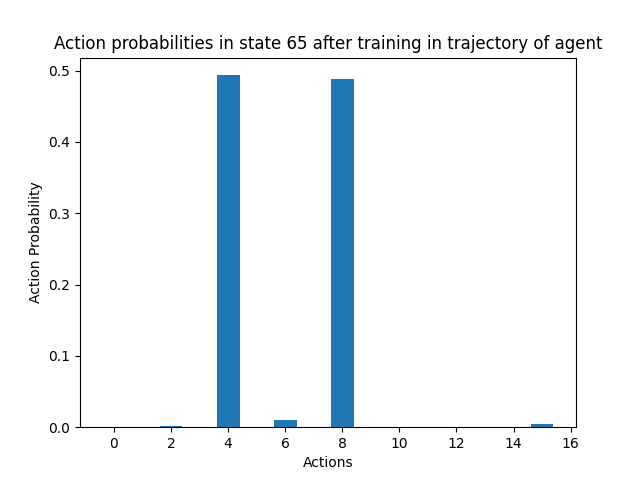 Action probabilities in state 65 after training in trajectory of agent
0.5
0.4
0.3
0.2
0.1
0.0
Action Probability
0 2 4 6 8 10 12 14 16
Actions